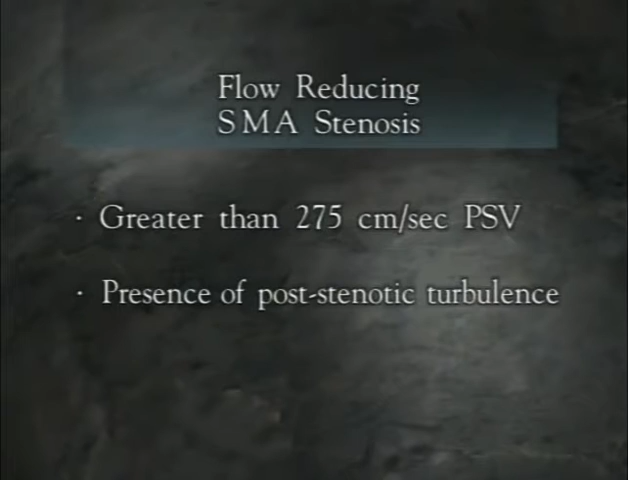 Flow Reducing
SMA Stenosis
· Greater than 275 cm/sec PSV
· Presence of post-stenotic turbulence